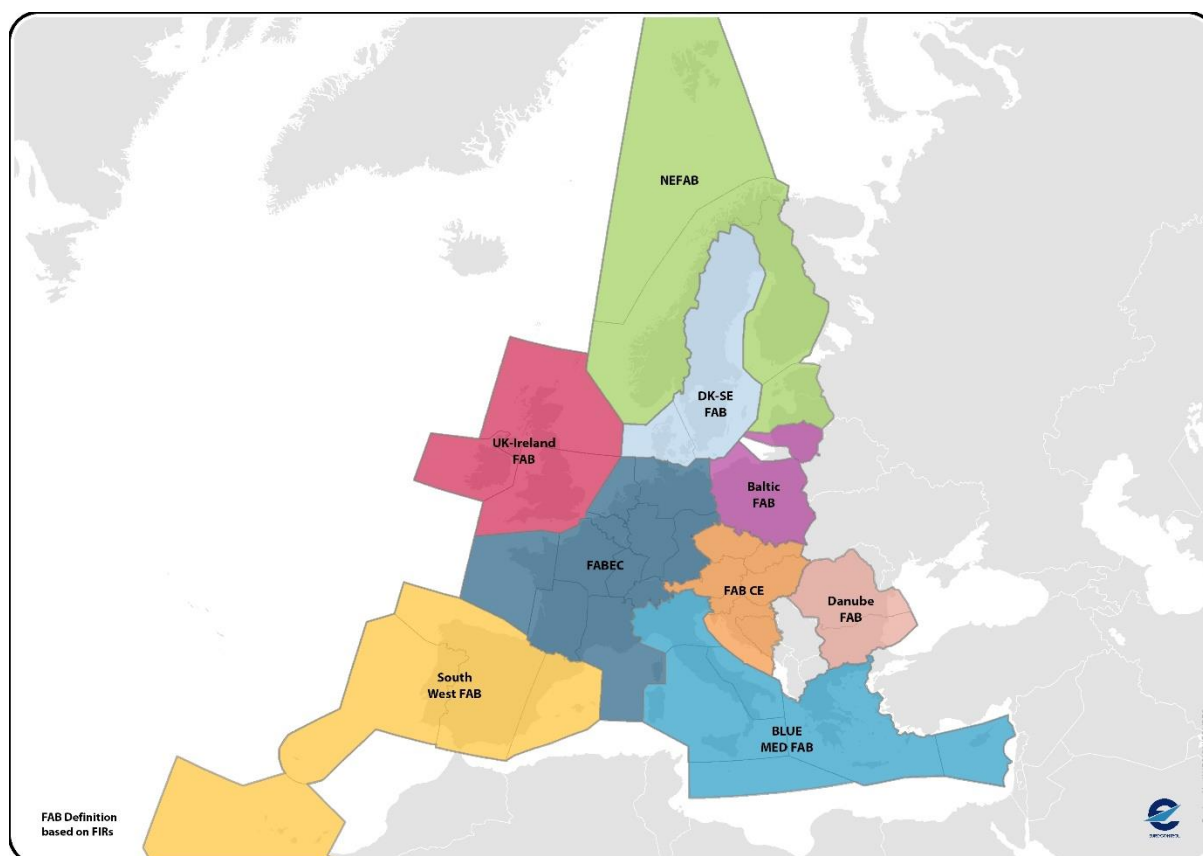 NEFAB
DK-SE
FAB
UK-Ireland
FAB
Baltic
FAB
FABEC
FAB CE
Danube
FAB
South
West FAB
BLUE
MED FAB
FAB Definition
based on FIRs
EUROCONTROL